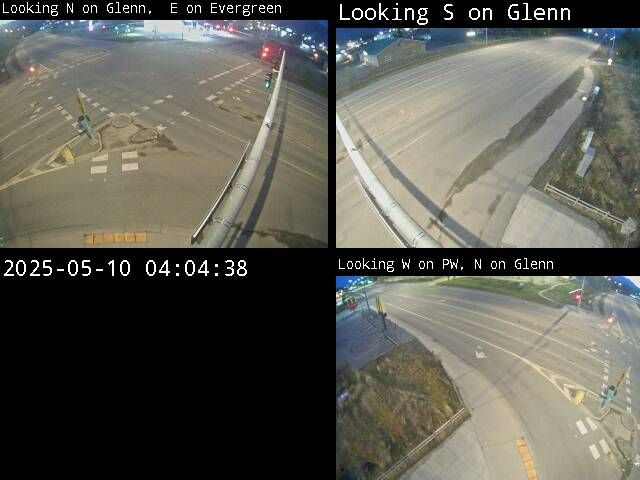 Looking N on Glenn,  E on Evergreen
Looking S on Glenn
2025-05-10 04:04:38
Looking W on PW, N on Glenn